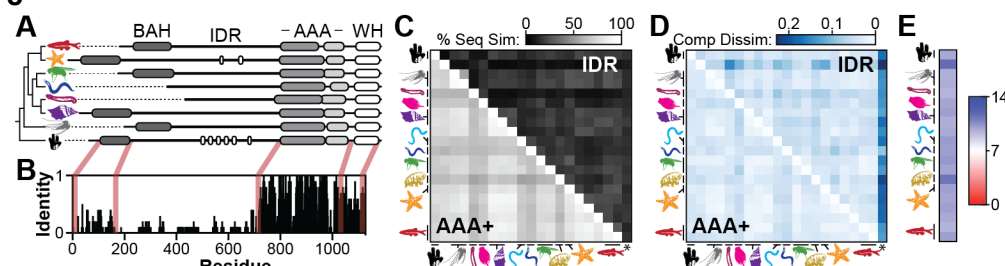 A
BAH
IDR
- AAA -
WH
B
Identity
1
0
0
200
400
600
800
1000
Residue
C
0
50
100
% Seq Sim:
IDR
AAA+
*
D
0.2
0.1
0
Comp Dissim:
IDR
AAA+
*
E
14
7
0